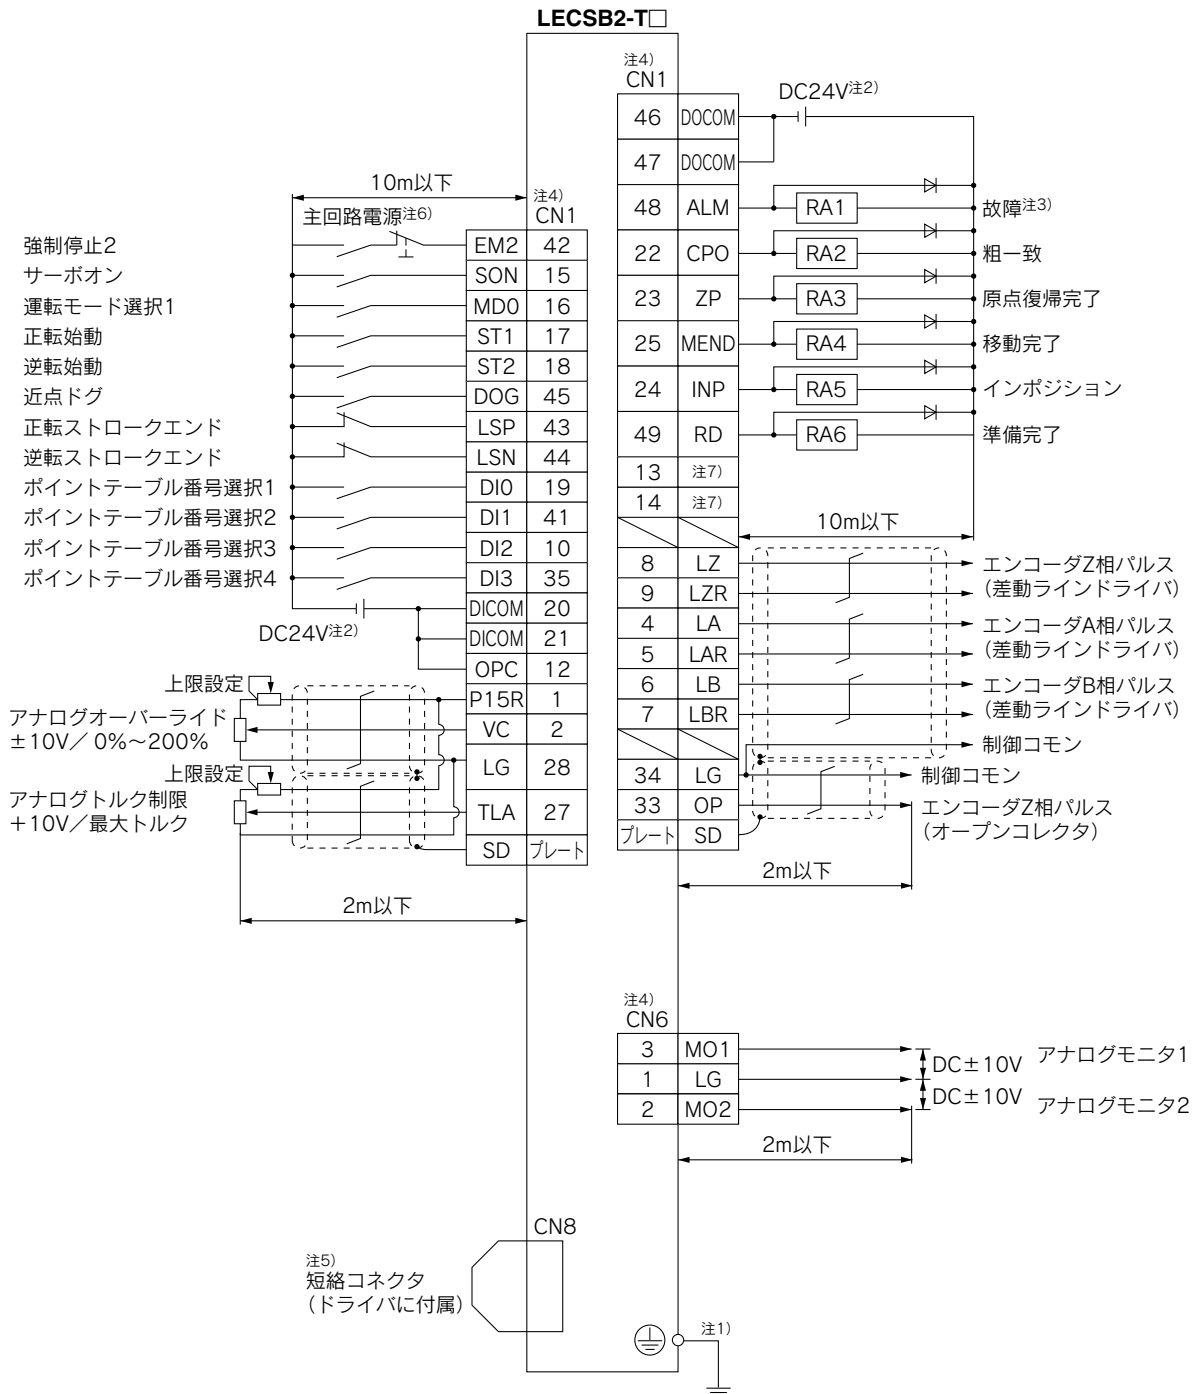 LECSB2-T□
注4)
CN1
DC24V注2)
46 DOCOM
47 DOCOM
48 ALM RA1 故障注3)
22 CPO RA2 粗一致
23 ZP RA3 原点復帰完了
25 MEND RA4 移動完了
24 INP RA5 インポジション
49 RD RA6 準備完了
13 注7)
14 注7)
10m以下
8 LZ エンコーダZ相パルス
9 LZR (差動ラインドライバ)
4 LA エンコーダA相パルス
5 LAR (差動ラインドライバ)
6 LB エンコーダB相パルス
7 LBR (差動ラインドライバ)
制御コモン
34 LG 制御コモン
33 OP エンコーダZ相パルス
(オープンコレクタ)
プレート SD
2m以下
10m以下
注4)
CN1
主回路電源注6)
強制停止2 EM2 42
サーボオン SON 15
運転モード選択1 MD0 16
正転始動 ST1 17
逆転始動 ST2 18
近点ドグ DOG 45
正転ストロークエンド LSP 43
逆転ストロークエンド LSN 44
ポイントテーブル番号選択1 DI0 19
ポイントテーブル番号選択2 DI1 41
ポイントテーブル番号選択3 DI2 10
ポイントテーブル番号選択4 DI3 35
DICOM 20
DC24V注2)
DICOM 21
OPC 12
上限設定
P15R 1
アナログオーバーライド
±10V/0%~200%
VC 2
LG 28
上限設定
アナログトルク制限
+10V/最大トルク
TLA 27
SD プレート
2m以下
注4)
CN6
3 MO1 アナログモニタ1
DC±10V
1 LG
DC±10V
2 MO2 アナログモニタ2
2m以下
CN8
注5)
短絡コネクタ
(ドライバに付属)
注1)